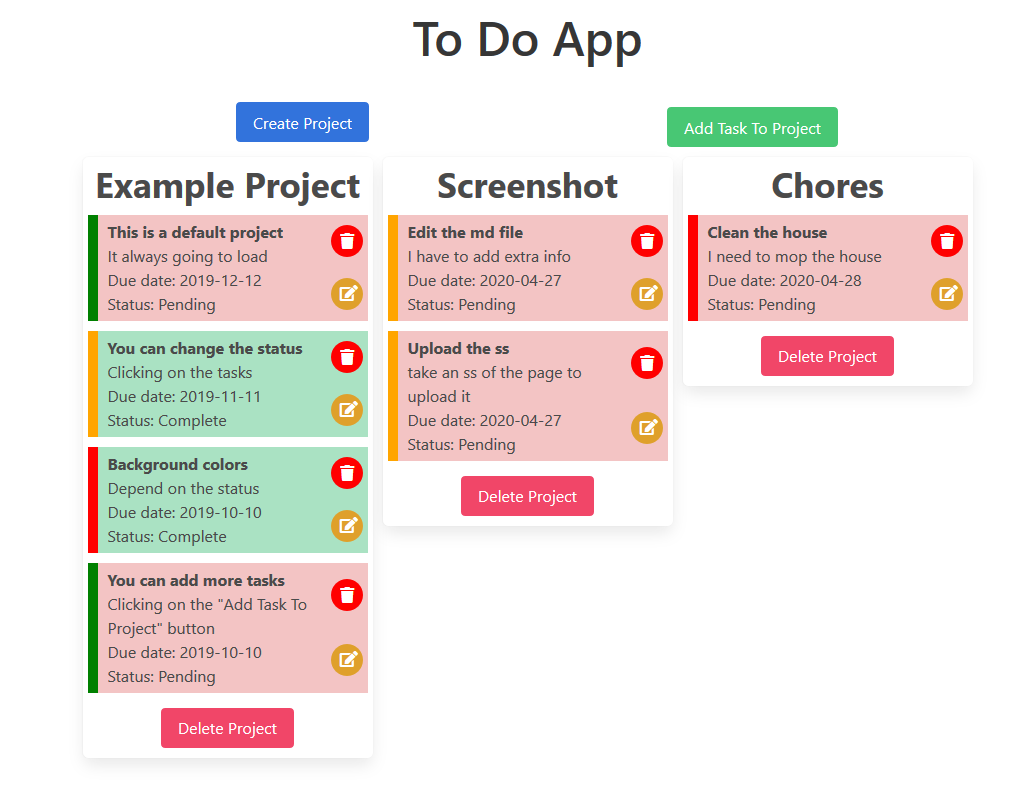 To Do App
Create Project
Add Task To Project
Example Project
This is a default project
It always going to load
Due date: 2019-12-12
Status: Pending
You can change the status
Clicking on the tasks
Due date: 2019-11-11
Status: Complete
Background colors
Depend on the status
Due date: 2019-10-10
Status: Complete
You can add more tasks
Clicking on the "Add Task To
Project" button
Due date: 2019-10-10
Status: Pending
Delete Project
Screenshot
Edit the md file
I have to add extra info
Due date: 2020-04-27
Status: Pending
Upload the ss
take an ss of the page to
upload it
Due date: 2020-04-27
Status: Pending
Delete Project
Chores
Clean the house
I need to mop the house
Due date: 2020-04-28
Status: Pending
Delete Project